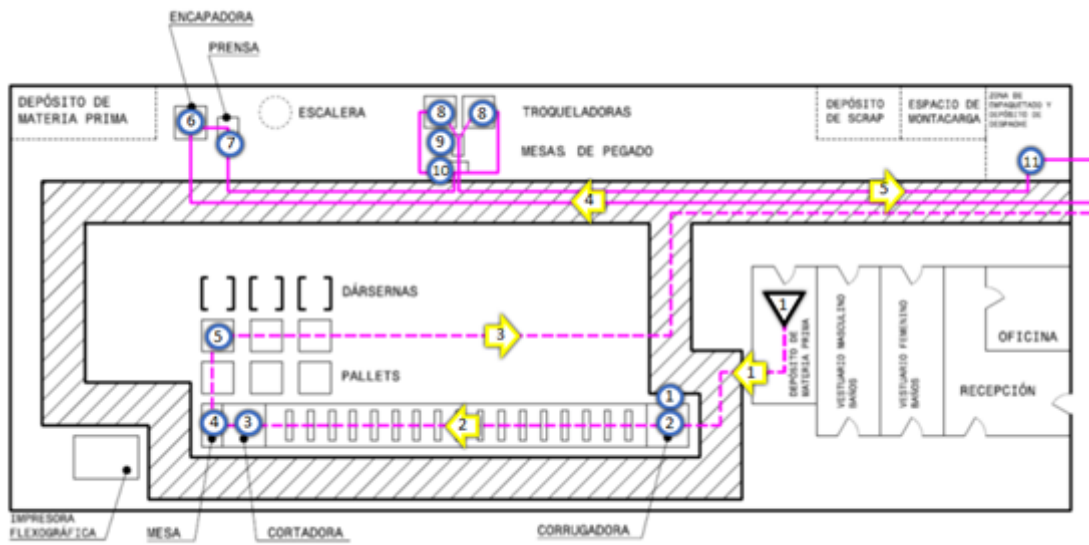 ENCAPADORA
PRENSA
DEPÓSITO DE
MATERIA PRIMA
6
7
ESCALERA
8
8
9
10
TROQUELADORAS
MESAS DE PEGADO
DEPÓSITO
DE SCRAP
ESPACIO DE
MONTACARGA
ZONA DE
EMPAQUETADO Y
DEPÓSITO DE
DESPACHO
11
4
5
DÁRSERNAS
5
3
PALLETS
1
DEPÓSITO DE
MATERIA PRIMA
VESTUARIO MASCULINO
BAÑOS
VESTUARIO FEMENINO
BAÑOS
OFICINA
RECEPCIÓN
1
1
4
3
2
2
IMPRESORA
FLEXOGRÁFICA
MESA
CORTADORA
CORRUGADORA